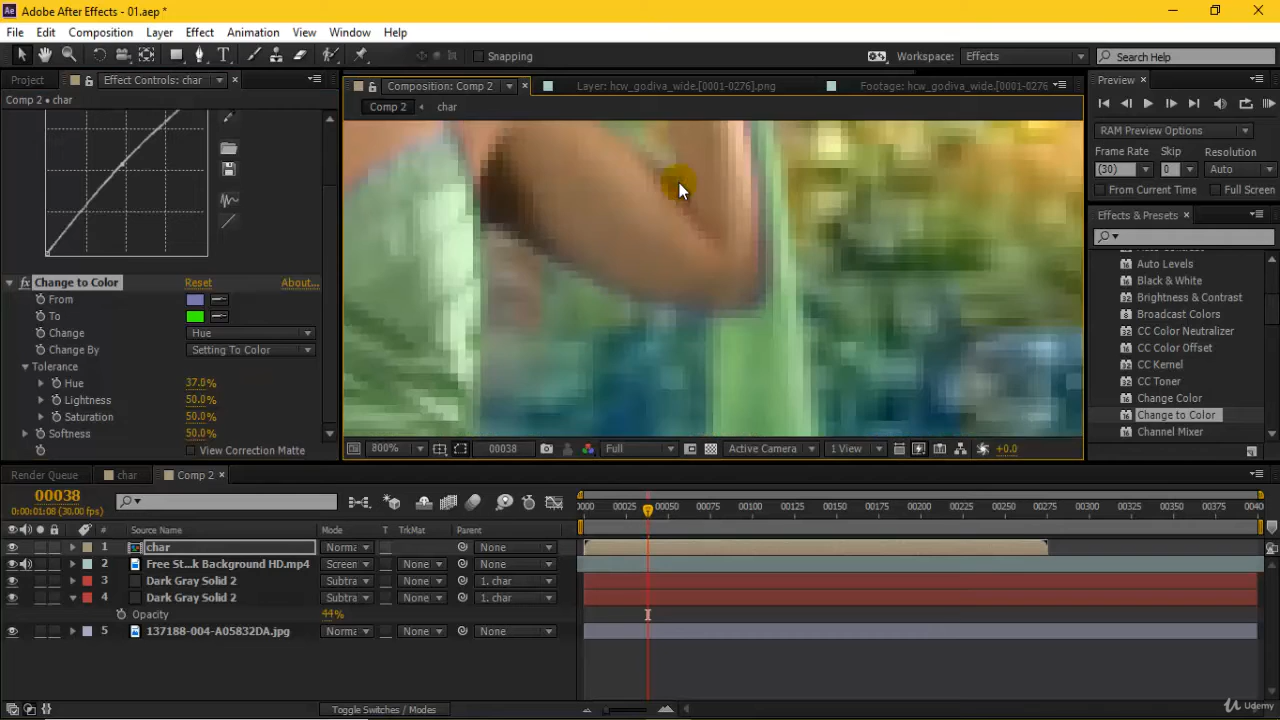 Ae Adobe After Effects - 01.aep *
File Edit Composition Layer Effect Animation View Window Help
Snapping Workspace: Effects Search Help
Project Effect Controls: char Composition: Comp 2 Layer: hcw_godiva_wide.[0001-0276].png Footage: hcw_godiva_wide.[0001-0276 Preview
Comp 2 • char Comp 2 char
RAM Preview Options
Frame Rate Skip Resolution
(30) 0 Auto
From Current Time Full Screen
Effects & Presets
Auto Levels
Black & White
Brightness & Contrast
Broadcast Colors
CC Color Neutralizer
CC Color Offset
CC Kernel
CC Toner
Change Color
Change to Color
Channel Mixer
fx Change to Color Reset About...
From
To
Change Hue
Change By Setting To Color
Tolerance
Hue 37.0%
Lightness 50.0%
Saturation 50.0%
Softness 50.0%
View Correction Matte
800% 00038 Full Active Camera 1 View +0.0
Render Queue char Comp 2
00038
0:00:01:08 (30.00 fps)
0000 00025 00050 00075 00100 00125 00150 00175 00200 00225 00250 00275 00300 00325 00350 00375 0040
# Source Name Mode T TrkMat Parent
1 char Norma None
2 Free St...k Background HD.mp4 Screen None None
3 Dark Gray Solid 2 Subtra None 1. char
4 Dark Gray Solid 2 Subtra None 1. char
Opacity 44%
5 137188-004-A05832DA.jpg Norma None None
Toggle Switches / Modes
Udemy